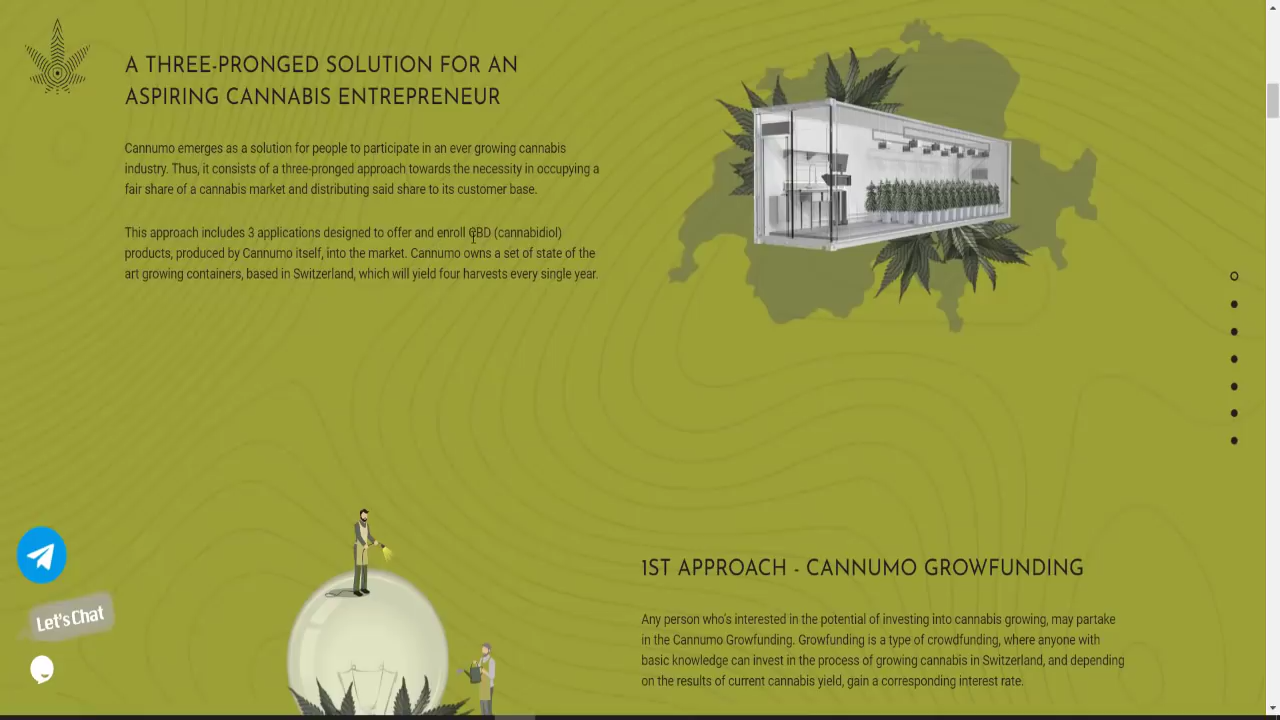 A THREE-PRONGED SOLUTION FOR AN
ASPIRING CANNABIS ENTREPRENEUR
Cannumo emerges as a solution for people to participate in an ever growing cannabis
industry. Thus, it consists of a three-pronged approach towards the necessity in occupying a
fair share of a cannabis market and distributing said share to its customer base.
This approach includes 3 applications designed to offer and enroll CBD (cannabidiol)
products, produced by Cannumo itself, into the market. Cannumo owns a set of state of the
art growing containers, based in Switzerland, which will yield four harvests every single year.
Let's Chat
1ST APPROACH - CANNUMO GROWFUNDING
Any person who's interested in the potential of investing into cannabis growing, may partake
in the Cannumo Growfunding. Growfunding is a type of crowdfunding, where anyone with
basic knowledge can invest in the process of growing cannabis in Switzerland, and depending
on the results of current cannabis yield, gain a corresponding interest rate.